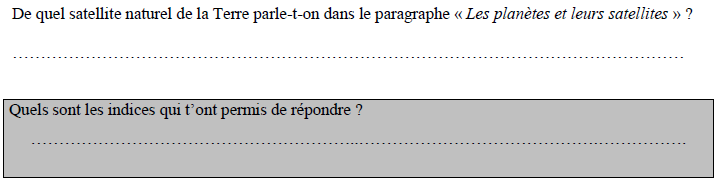 De quel satellite naturel de la Terre parle-t-on dans le paragraphe « Les planètes et leurs satellites » ?
……………………………………………………………………………………………………………
Quels sont les indices qui t’ont permis de répondre ?
…………………………………………………..……………………………………………………